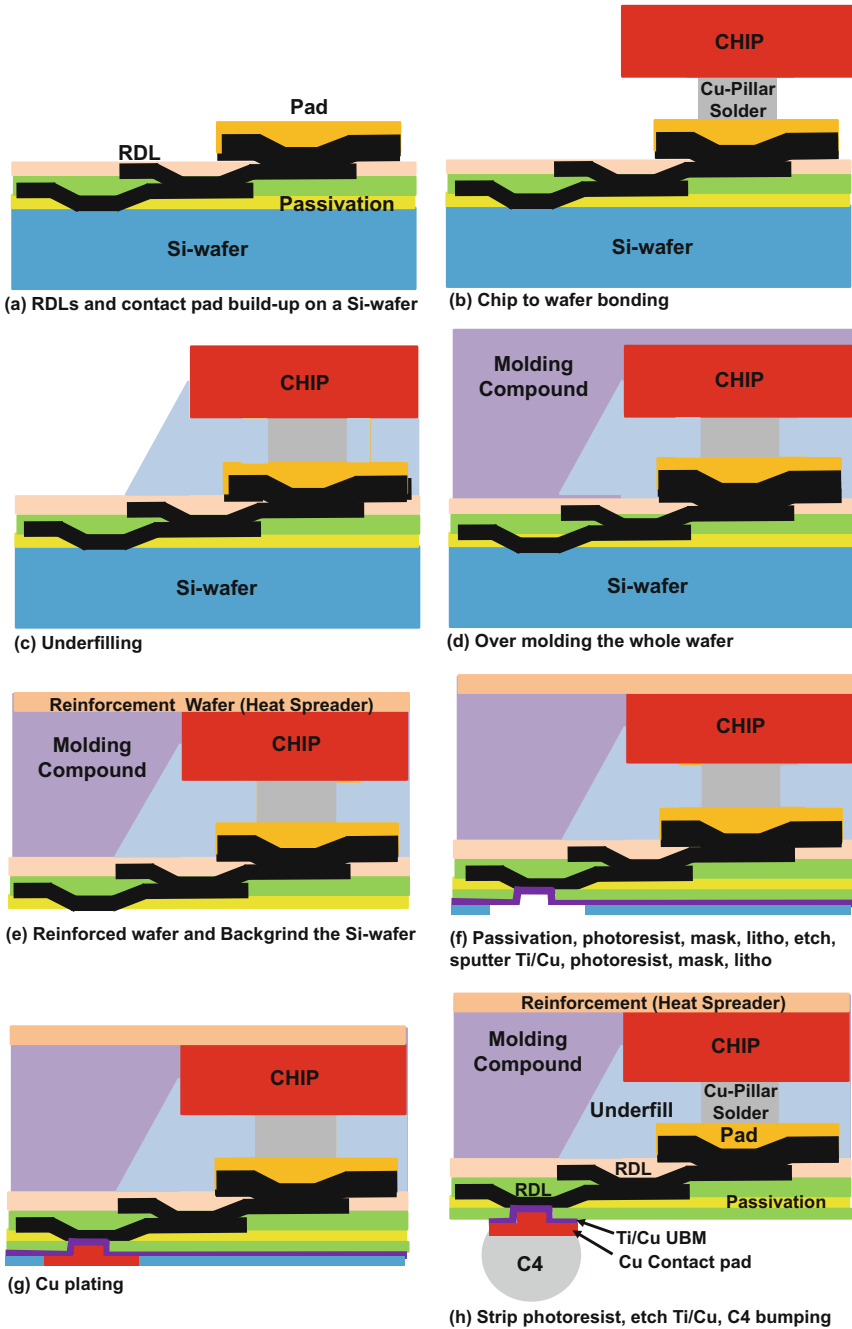 Pad
RDL
Passivation
Si-wafer
(a) RDLs and contact pad build-up on a Si-wafer
CHIP
Cu-Pillar
Solder
Si-wafer
(b) Chip to wafer bonding
CHIP
Si-wafer
(c) Underfilling
Molding
Compound
CHIP
Si-wafer
(d) Over molding the whole wafer
Reinforcement Wafer (Heat Spreader)
Molding
Compound
CHIP
(e) Reinforced wafer and Backgrind the Si-wafer
CHIP
(f) Passivation, photoresist, mask, litho, etch,
sputter Ti/Cu, photoresist, mask, litho
CHIP
(g) Cu plating
Reinforcement (Heat Spreader)
Molding
Compound
CHIP
Cu-Pillar
Solder
Underfill
Pad
RDL
RDL
Passivation
Ti/Cu UBM
Cu Contact pad
C4
(h) Strip photoresist, etch Ti/Cu, C4 bumping